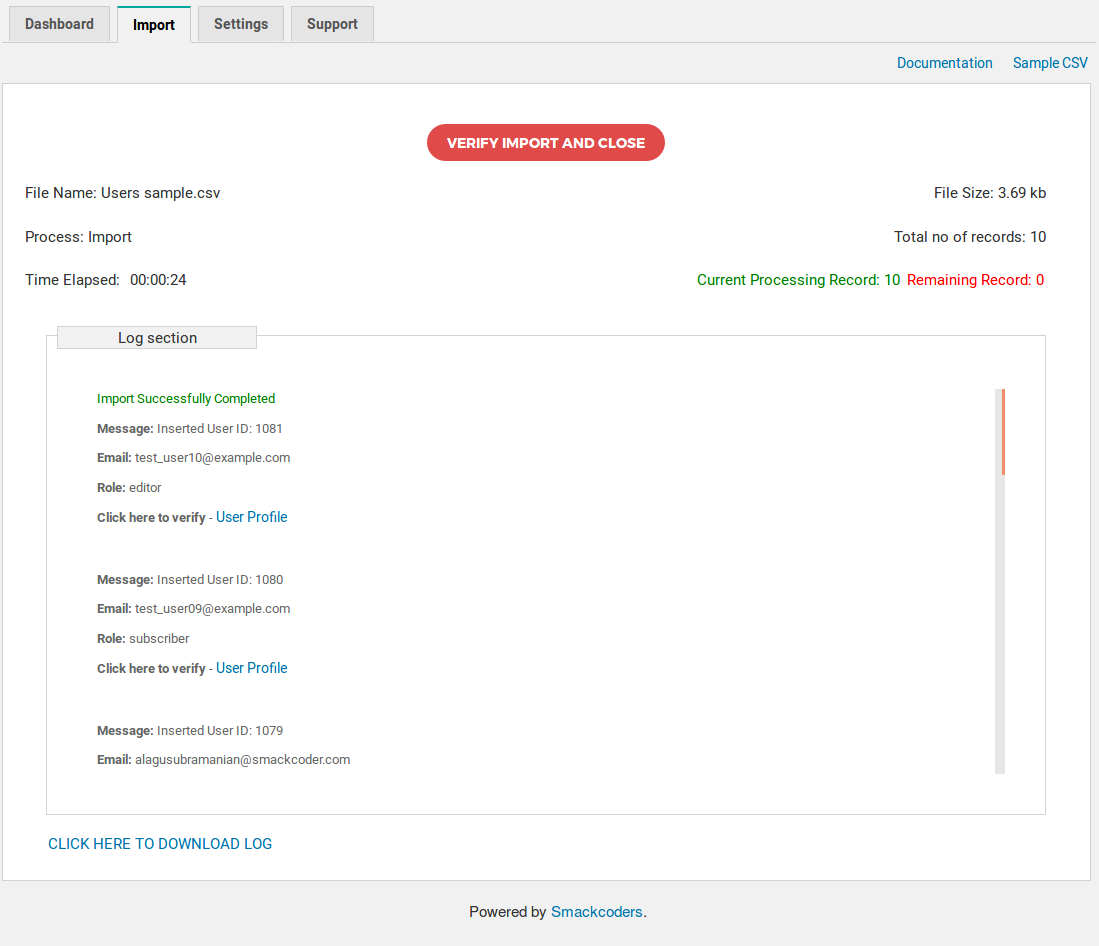 Dashboard Import Settings Support
Documentation Sample CSV
VERIFY IMPORT AND CLOSE
File Name: Users sample.csv File Size: 3.69 kb
Process: Import Total no of records: 10
Time Elapsed: 00:00:24 Current Processing Record: 10 Remaining Record: 0
Log section
Import Successfully Completed
Message: Inserted User ID: 1081
Email: test_user10@example.com
Role: editor
Click here to verify - User Profile
Message: Inserted User ID: 1080
Email: test_user09@example.com
Role: subscriber
Click here to verify - User Profile
Message: Inserted User ID: 1079
Email: alagusubramanian@smackcoder.com
CLICK HERE TO DOWNLOAD LOG
Powered by Smackcoders.